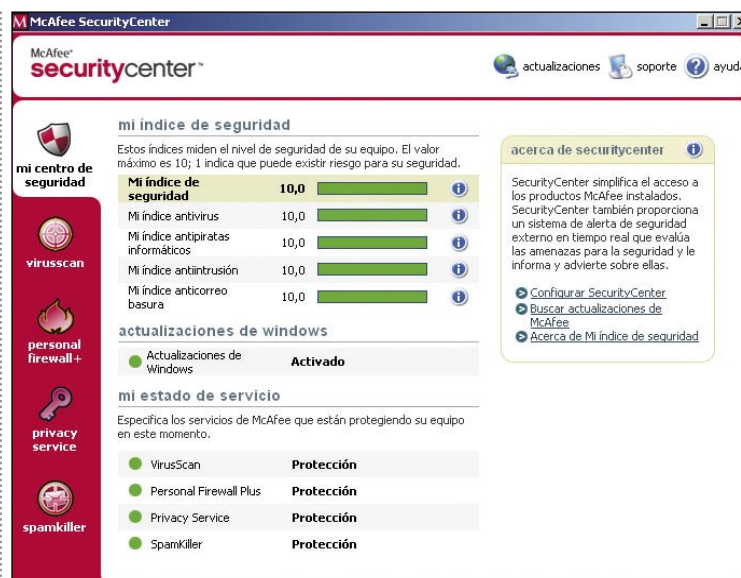 McAfee SecurityCenter
McAfee®
securitycenter™
actualizaciones
soporte
ayuda
mi centro de
seguridad
virusscan
personal
firewall+
privacy
service
spamkiller
mi índice de seguridad
Estos índices miden el nivel de seguridad de su equipo. El valor
máximo es 10; 1 indica que puede existir riesgo para su seguridad.
Mi índice de
seguridad
10,0
Mi índice antivirus
10,0
Mi índice antipiratas
informáticos
10,0
Mi índice antiintrusión
10,0
Mi índice anticorreo
basura
10,0
actualizaciones de windows
Actualizaciones de
Windows
Activado
mi estado de servicio
Especifica los servicios de McAfee que están protegiendo su equipo
en este momento.
VirusScan Protección
Personal Firewall Plus Protección
Privacy Service Protección
SpamKiller Protección
acerca de securitycenter
SecurityCenter simplifica el acceso a
los productos McAfee instalados.
SecurityCenter también proporciona
un sistema de alerta de seguridad
externo en tiempo real que evalúa
las amenazas para la seguridad y le
informa y advierte sobre ellas.
Configurar SecurityCenter
Buscar actualizaciones de
McAfee
Acerca de Mi índice de seguridad